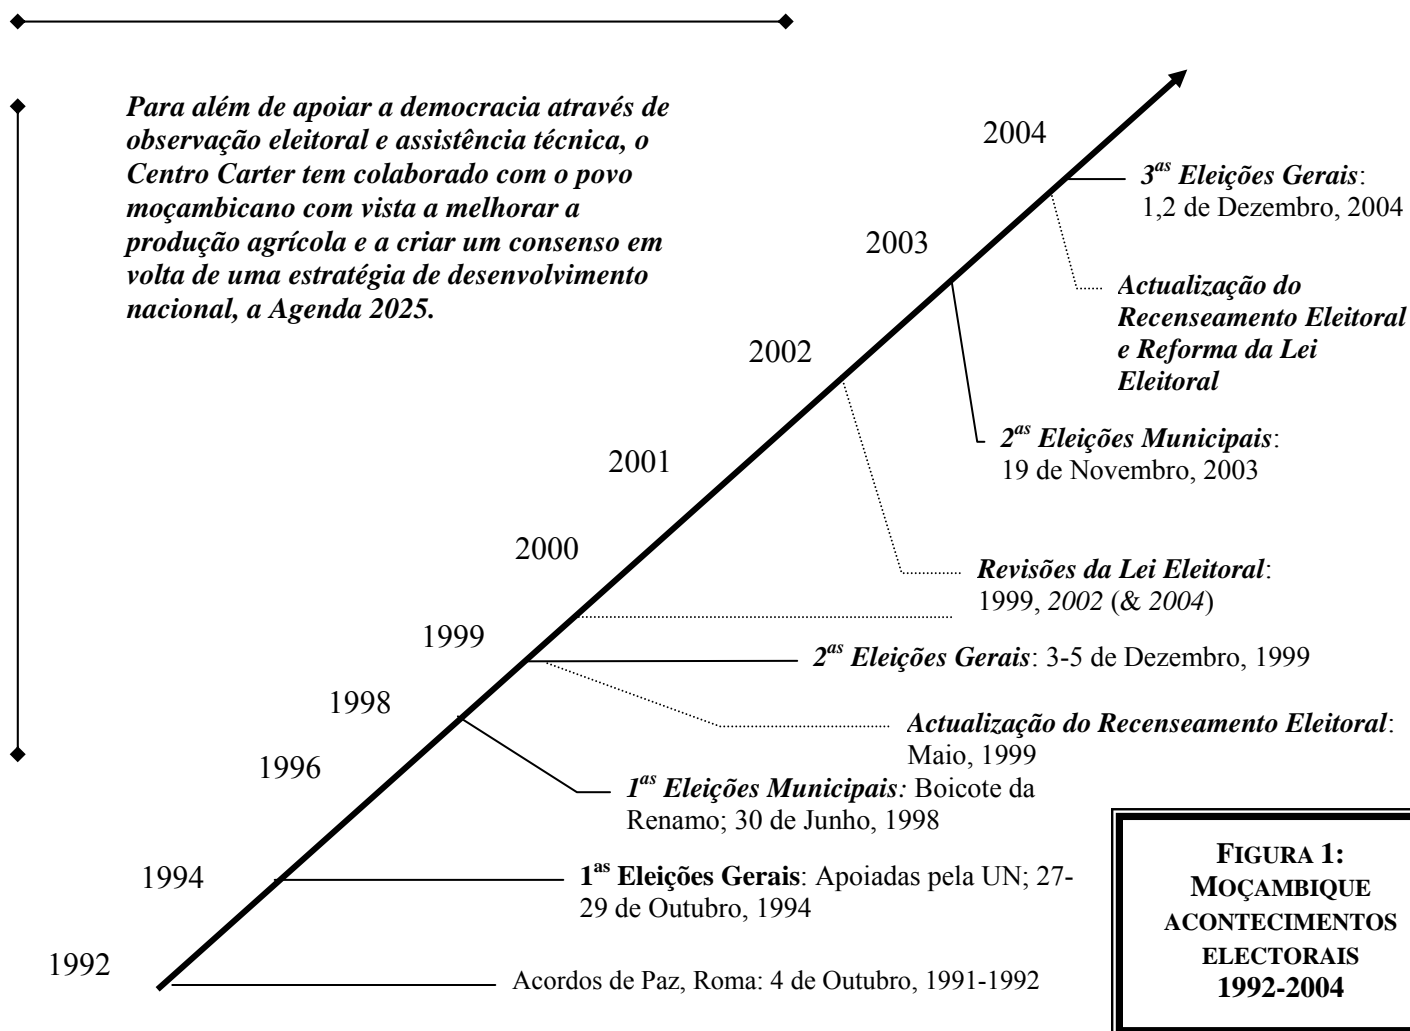 Para além de apoiar a democracia através de
observação eleitoral e assistência técnica, o
Centro Carter tem colaborado com o povo
moçambicano com vista a melhorar a
produção agrícola e a criar um consenso em
volta de uma estratégia de desenvolvimento
nacional, a Agenda 2025.
2004
3as Eleições Gerais:
1,2 de Dezembro, 2004
2003
Actualização do
Recenseamento Eleitoral
e Reforma da Lei
Eleitoral
2002
2as Eleições Municipais:
19 de Novembro, 2003
2001
2000
Revisões da Lei Eleitoral:
1999, 2002 (& 2004)
1999
2as Eleições Gerais: 3-5 de Dezembro, 1999
1998
Actualização do Recenseamento Eleitoral:
Maio, 1999
1996
1as Eleições Municipais: Boicote da
Renamo; 30 de Junho, 1998
1994
1as Eleições Gerais: Apoiadas pela UN; 27-
29 de Outubro, 1994
1992
Acordos de Paz, Roma: 4 de Outubro, 1991-1992
FIGURA 1:
MOÇAMBIQUE
ACONTECIMENTOS
ELECTORAIS
1992-2004